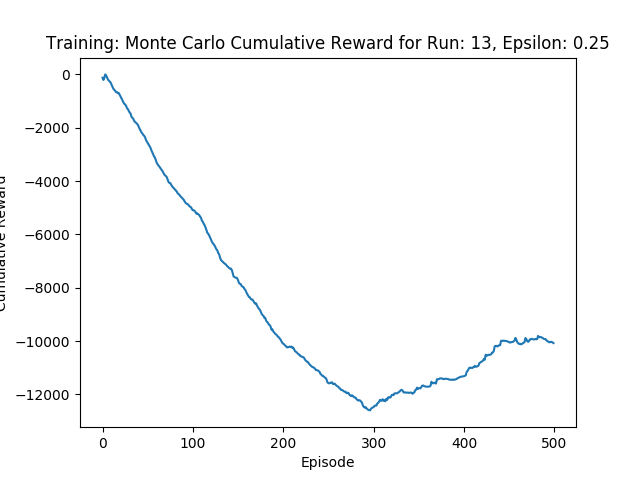 Training: Monte Carlo Cumulative Reward for Run: 13, Epsilon: 0.25
Cumulative Reward
0
−2000
−4000
−6000
−8000
−10000
−12000
0 100 200 300 400 500
Episode